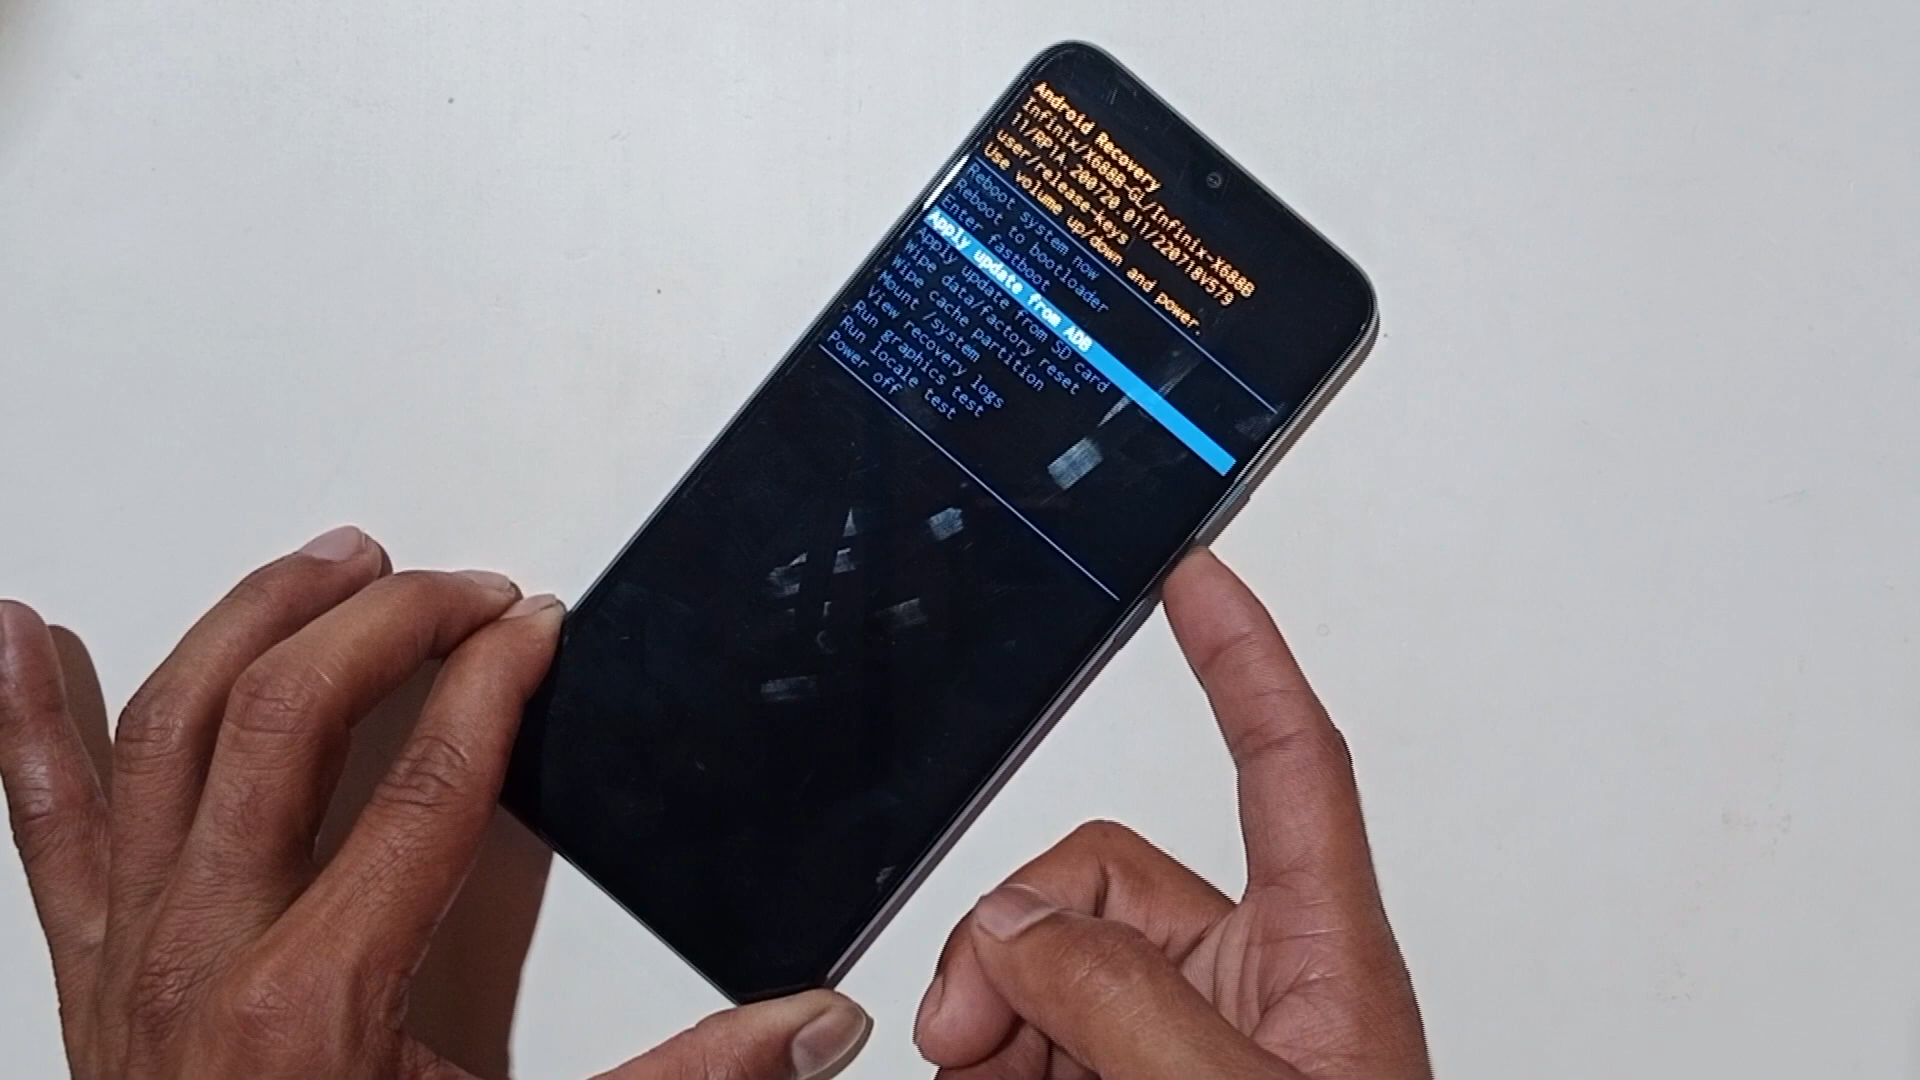 Android Recovery
Infinix/X688B-GL/Infinix-X688B
11/RP1A.200720.011/220718V579
user/release-keys
Use volume up/down and power.
Reboot system now
Reboot to bootloader
Enter fastboot
Apply update from ADB
Apply update from SD card
Wipe data/factory reset
Wipe cache partition
Mount /system
View recovery logs
Run graphics test
Run locale test
Power off